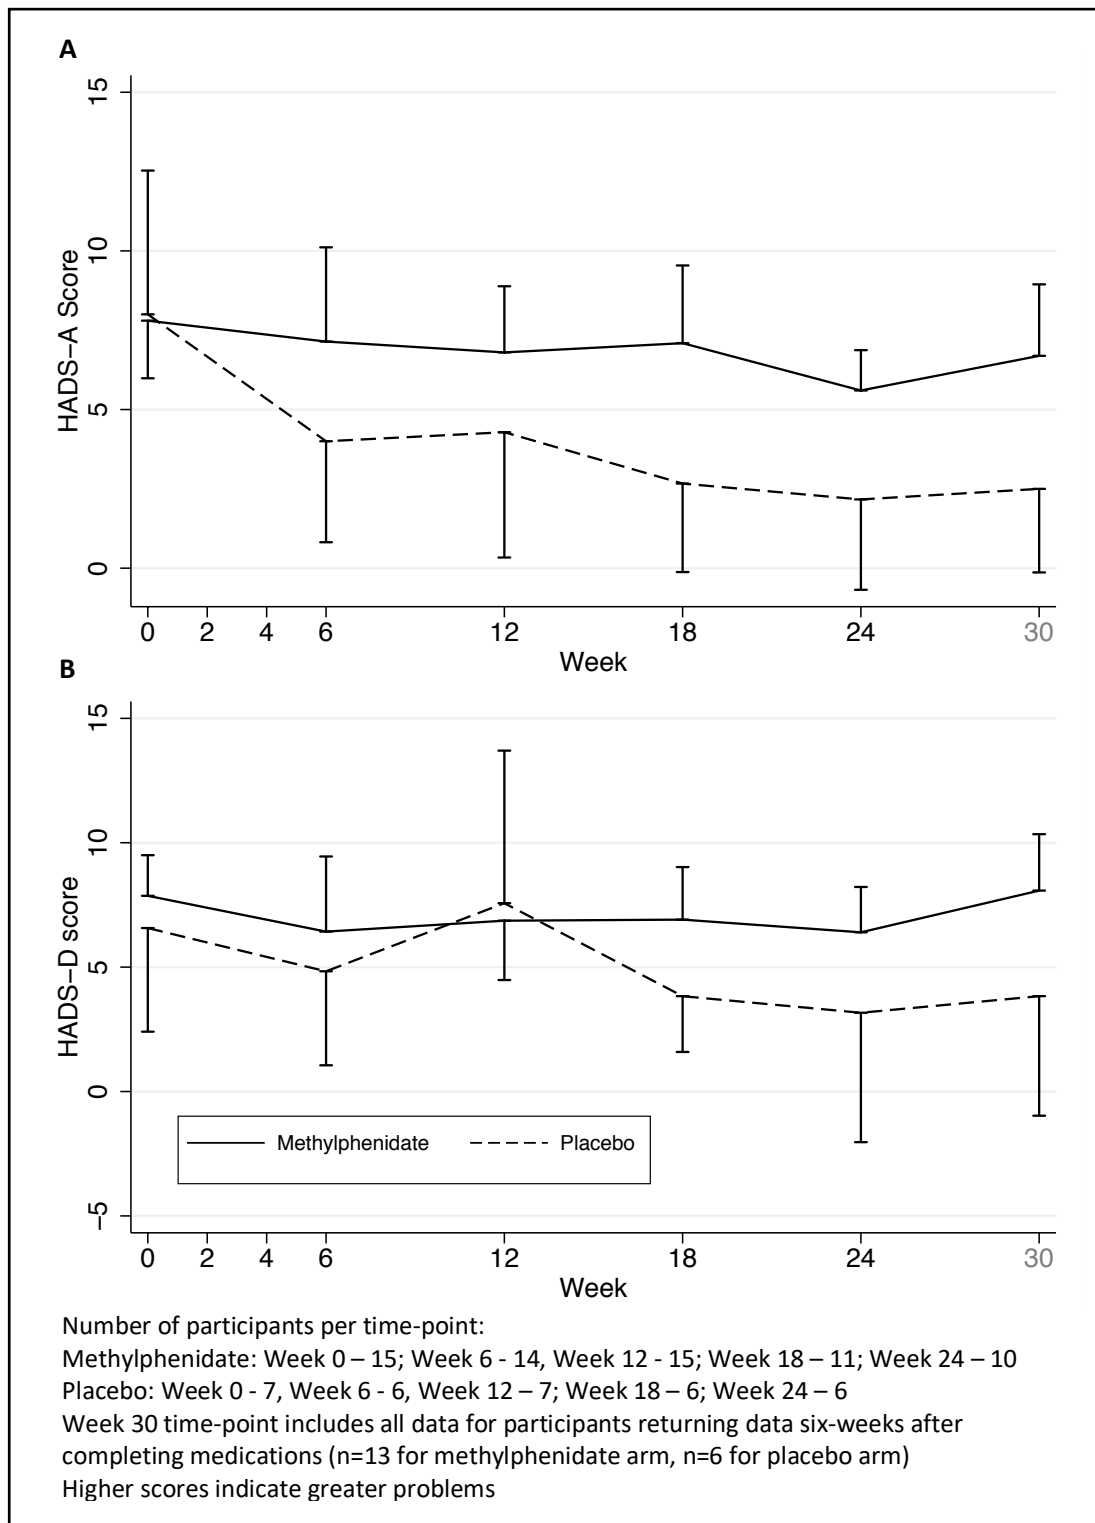 A
15
10
5
0
HADS–A Score
0 2 4 6 12 18 24 30
Week
B
15
10
5
0
–5
HADS–D score
Methylphenidate Placebo
0 2 4 6 12 18 24 30
Week
Number of participants per time-point:
Methylphenidate: Week 0 – 15; Week 6 - 14, Week 12 - 15; Week 18 – 11; Week 24 – 10
Placebo: Week 0 - 7, Week 6 - 6, Week 12 – 7; Week 18 – 6; Week 24 – 6
Week 30 time-point includes all data for participants returning data six-weeks after
completing medications (n=13 for methylphenidate arm, n=6 for placebo arm)
Higher scores indicate greater problems